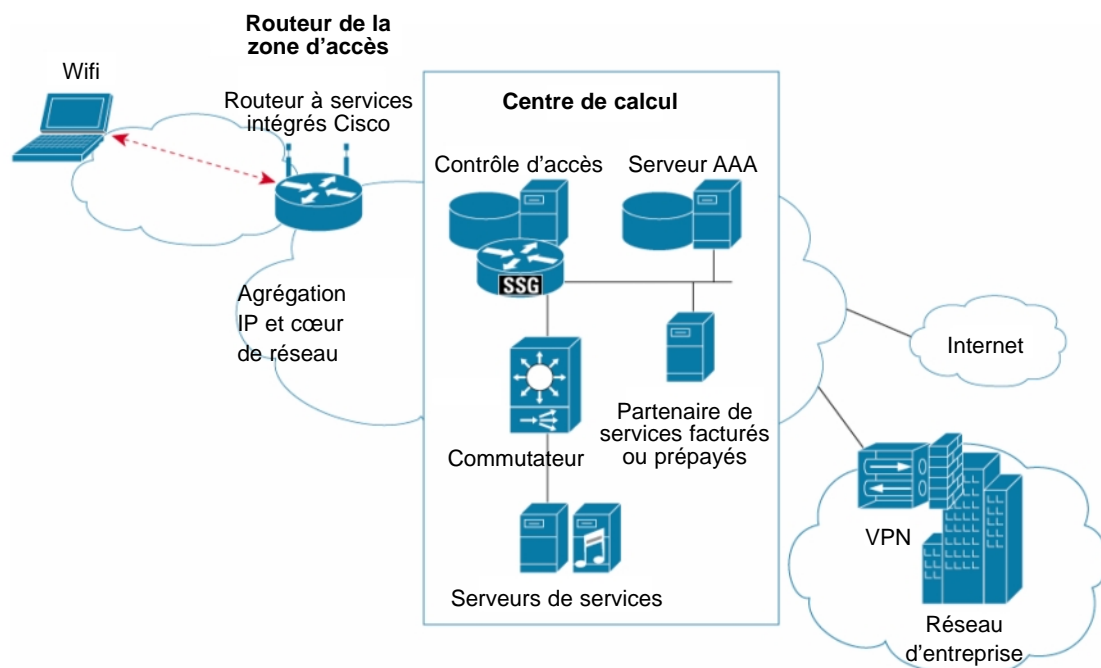 Routeur de la
zone d'accès
Wifi
Routeur à services
intégrés Cisco
Centre de calcul
Contrôle d'accès
Serveur AAA
SSG
Agrégation
IP et cœur
de réseau
Internet
Partenaire de
services facturés
ou prépayés
Commutateur
VPN
Serveurs de services
Réseau
d'entreprise